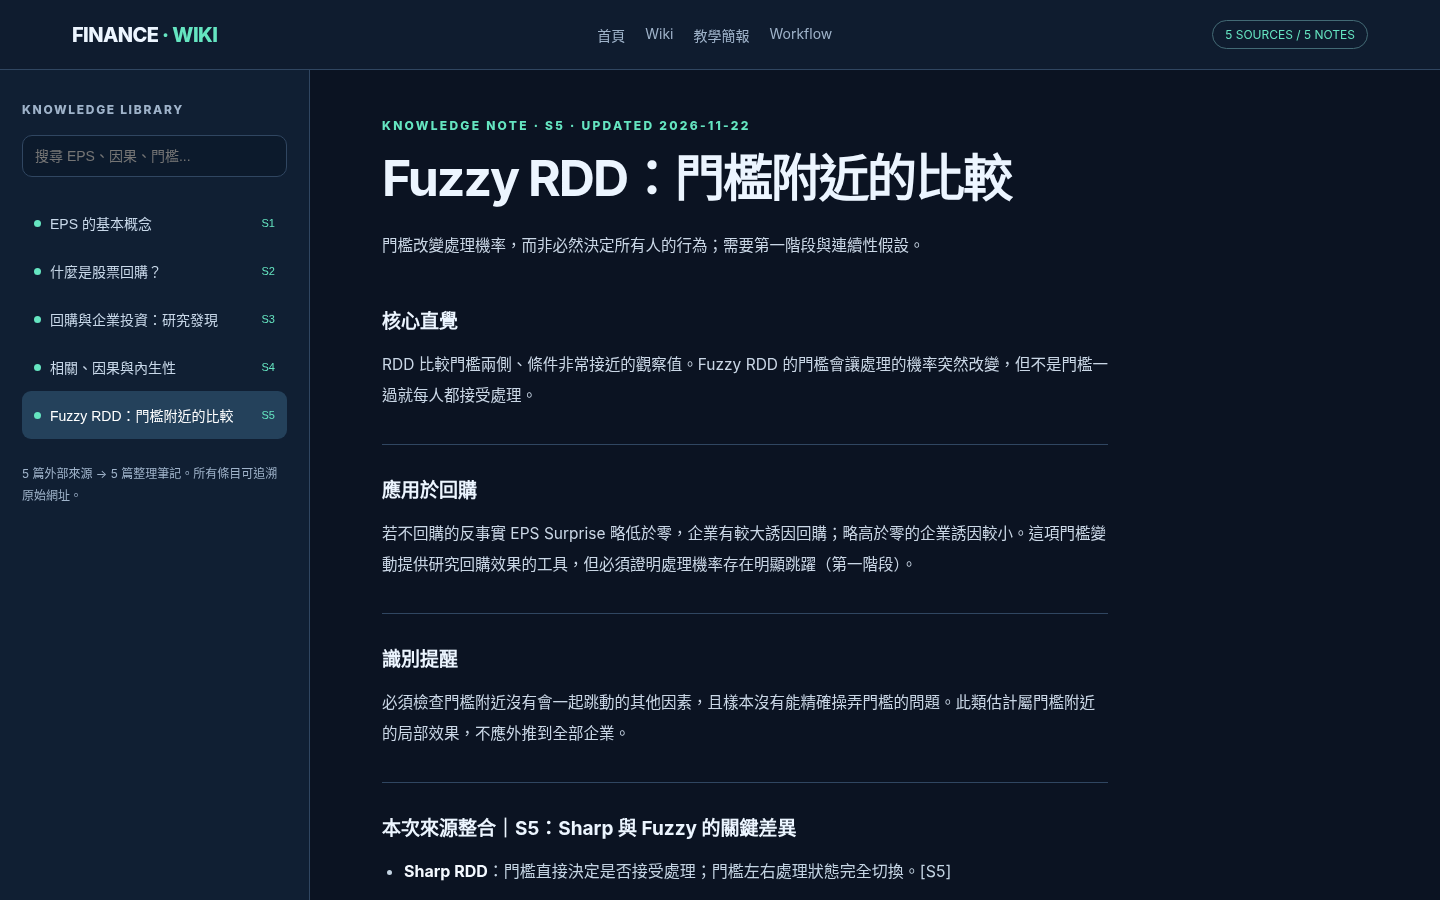 FINANCE · WIKI
首頁 Wiki 教學簡報 Workflow
5 SOURCES / 5 NOTES
KNOWLEDGE LIBRARY
搜尋 EPS、因果、門檻...
EPS 的基本概念 S1
什麼是股票回購？ S2
回購與企業投資：研究發現 S3
相關、因果與內生性 S4
Fuzzy RDD：門檻附近的比較 S5
5 篇外部來源 → 5 篇整理筆記。所有條目可追溯
原始網址。
KNOWLEDGE NOTE · S5 · UPDATED 2026-11-22
Fuzzy RDD：門檻附近的比較
門檻改變處理機率，而非必然決定所有人的行為；需要第一階段與連續性假設。
核心直覺
RDD 比較門檻兩側、條件非常接近的觀察值。Fuzzy RDD 的門檻會讓處理的機率突然改變，但不是門檻一
過就每人都接受處理。
應用於回購
若不回購的反事實 EPS Surprise 略低於零，企業有較大誘因回購；略高於零的企業誘因較小。這項門檻變
動提供研究回購效果的工具，但必須證明處理機率存在明顯跳躍（第一階段）。
識別提醒
必須檢查門檻附近沒有會一起跳動的其他因素，且樣本沒有能精確操弄門檻的問題。此類估計屬門檻附近
的局部效果，不應外推到全部企業。
本次來源整合｜S5：Sharp 與 Fuzzy 的關鍵差異
• Sharp RDD：門檻直接決定是否接受處理；門檻左右處理狀態完全切換。[S5]